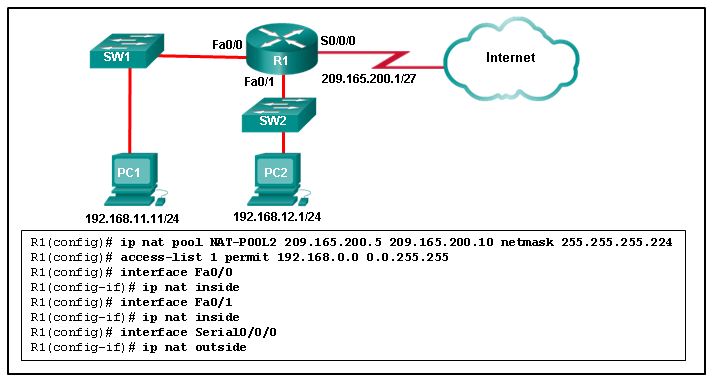 Fa0/0
S0/0/0
Internet
SW1
R1
209.165.200.1/27
Fa0/1
SW2
PC1
PC2
192.168.11.11/24
192.168.12.1/24
R1(config)# ip nat pool NAT-POOL2 209.165.200.5 209.165.200.10 netmask 255.255.255.224
R1(config)# access-list 1 permit 192.168.0.0 0.0.255.255
R1(config)# interface Fa0/0
R1(config-if)# ip nat inside
R1(config)# interface Fa0/1
R1(config-if)# ip nat inside
R1(config)# interface Serial0/0/0
R1(config-if)# ip nat outside